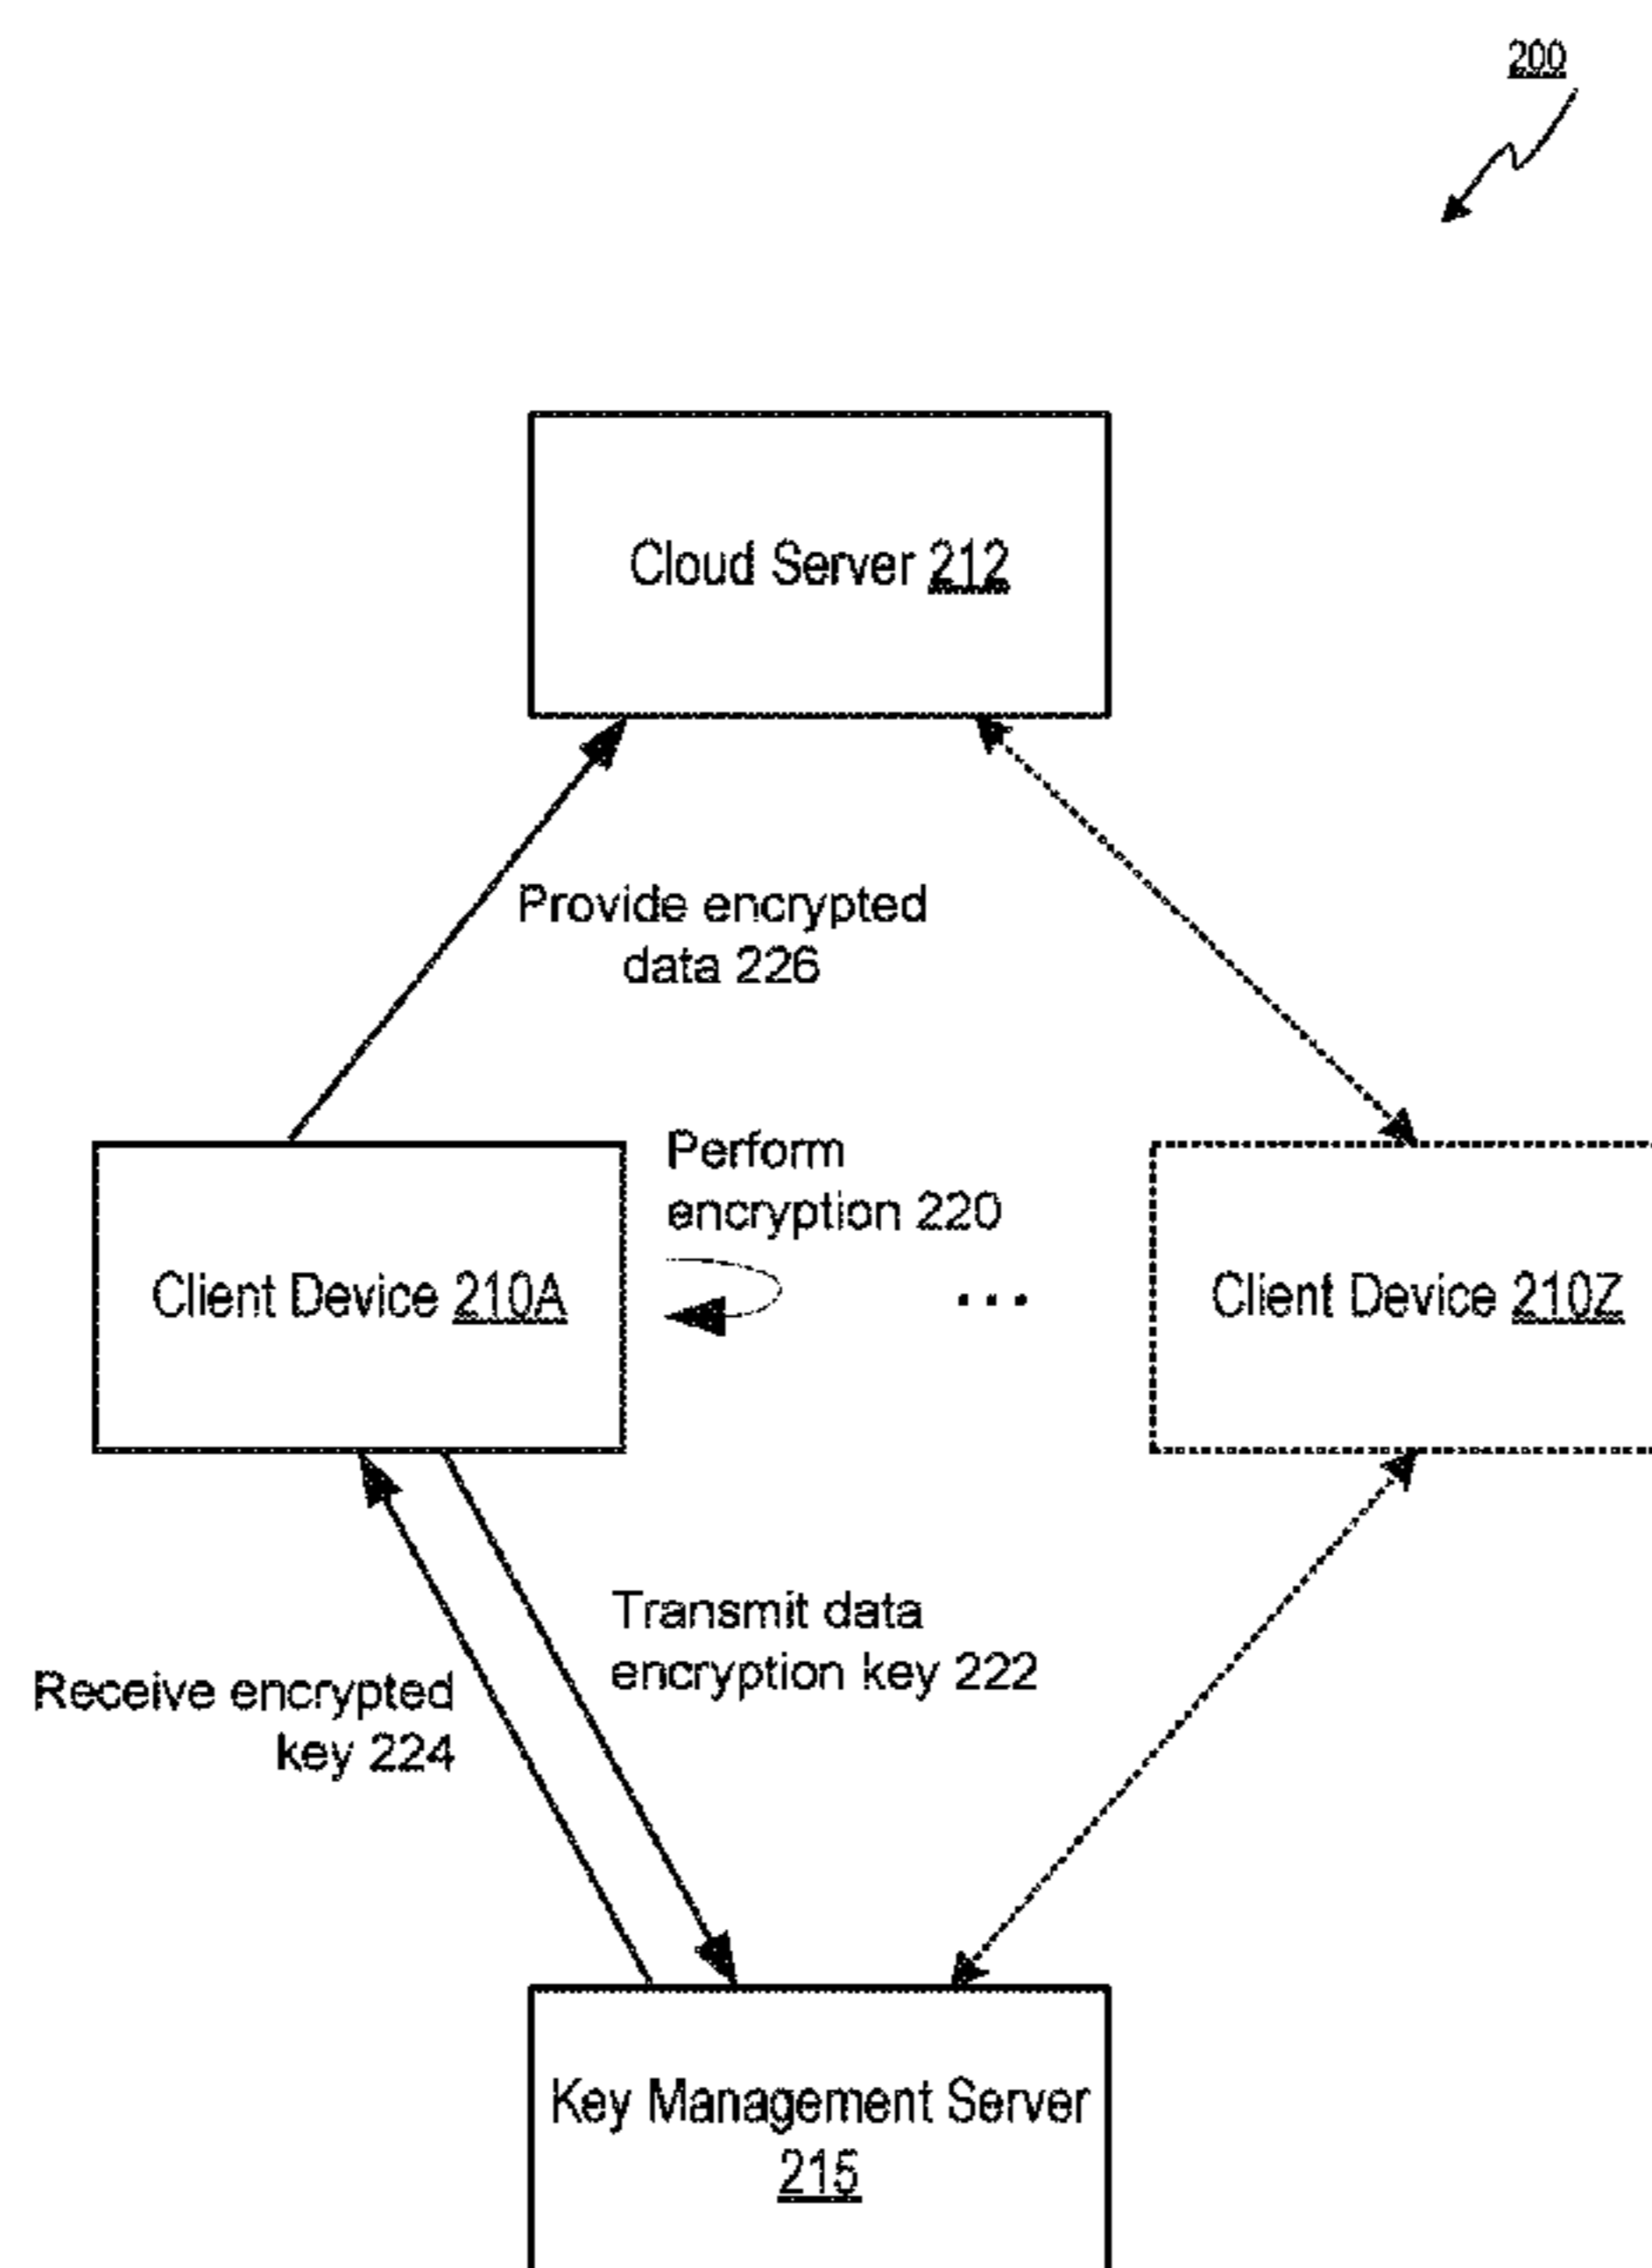 200
Cloud Server 212
Provide encrypted
data 226
Perform
encryption 220
Client Device 210A
...
Client Device 210Z
Transmit data
encryption key 222
Receive encrypted
key 224
Key Management Server
215